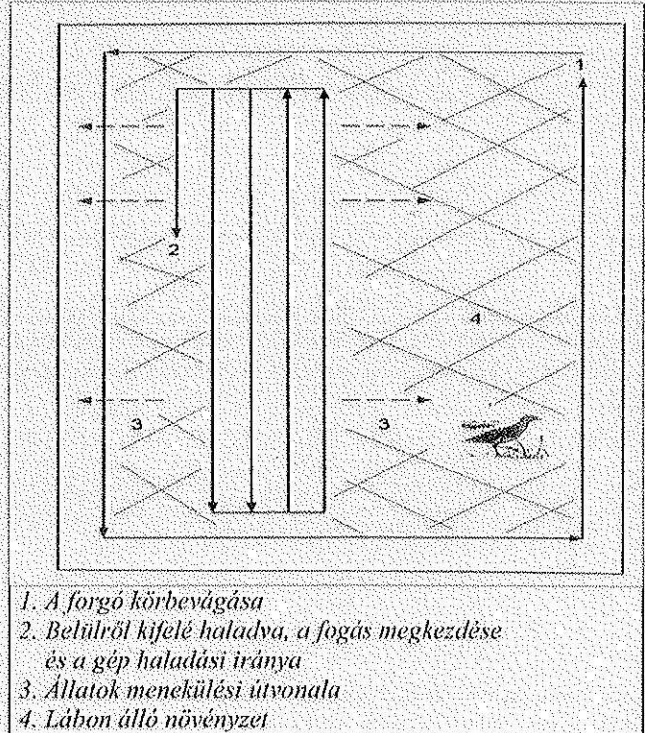 1
2
4
3
3
1. A forgó körbevágása
2. Belülről kifelé haladva, a fogás megkezdése
és a gép haladási iránya
3. Állatok menekülési útvonala
4. Lábon álló növényzet